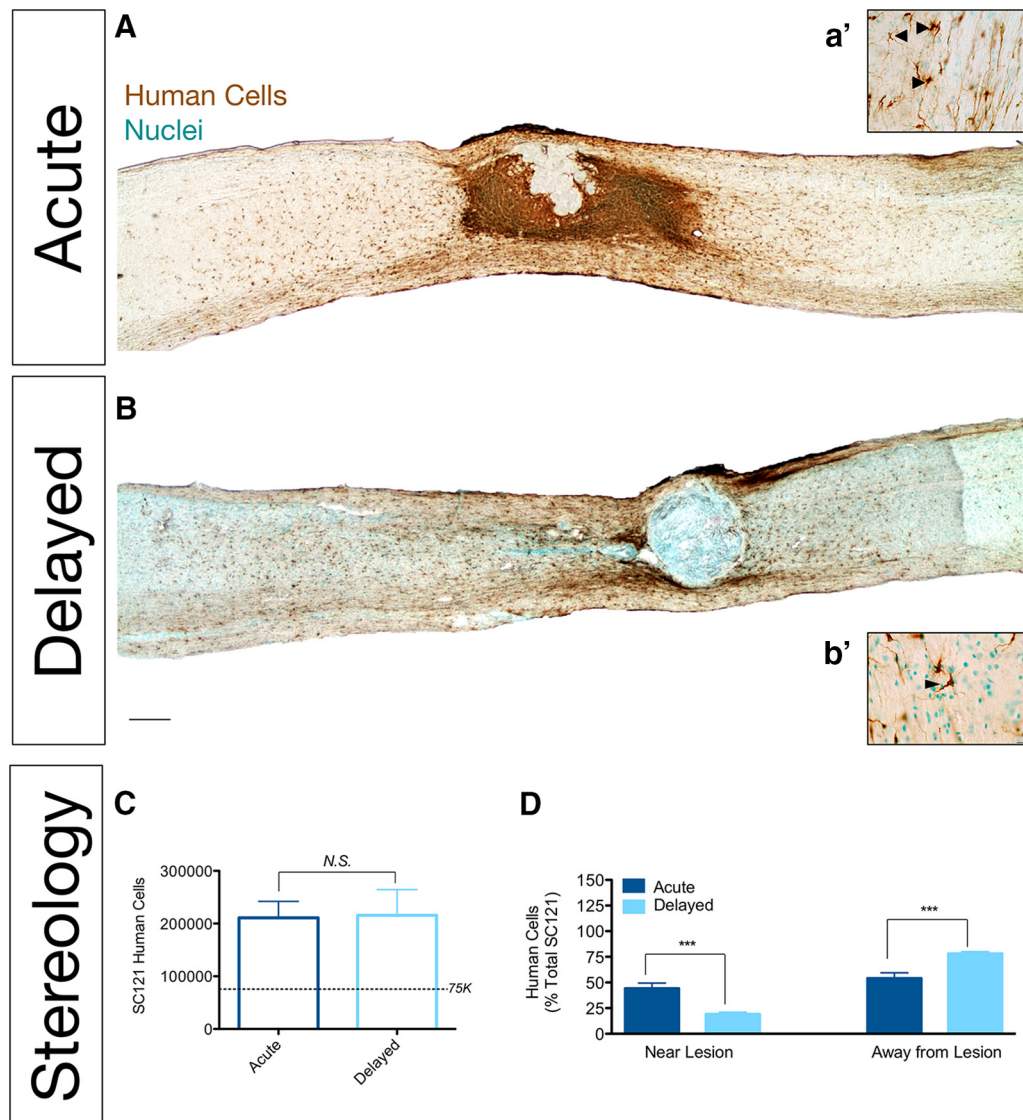 Acute
A
Human Cells
Nuclei
a’
Delayed
B
b’
Stereology
C
N.S.
SC121 Human Cells
300000
200000
100000
0
75K
Acute
Delayed
D
Human Cells
(% Total SC121)
150
125
100
75
50
25
0
Acute
Delayed
***
***
Near Lesion
Away from Lesion